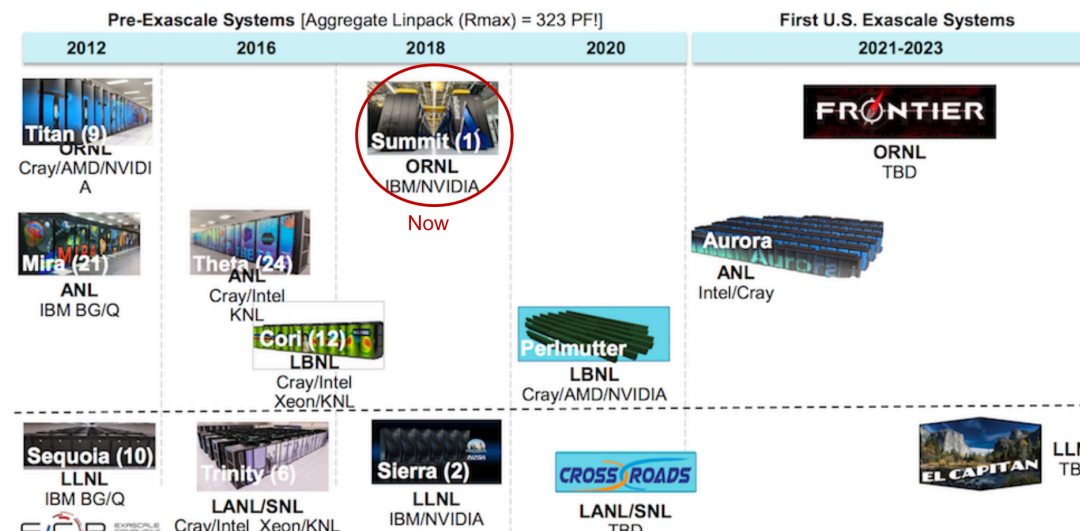 Pre-Exascale Systems [Aggregate Linpack (Rmax) = 323 PF!]
First U.S. Exascale Systems
2012
2016
2018
2020
2021-2023
Titan (9)
ORNL
Cray/AMD/NVIDI
A
Summit (1)
ORNL
IBM/NVIDIA
Now
FRONTIER
ORNL
TBD
Mira (21)
ANL
IBM BG/Q
Theta (24)
ANL
Cray/Intel
KNL
Aurora
ANL
Intel/Cray
Cori (12)
LBNL
Cray/Intel
Xeon/KNL
Perlmutter
LBNL
Cray/AMD/NVIDIA
Sequoia (10)
LLNL
IBM BG/Q
Trinity (6)
LANL/SNL
Cray/Intel Xeon/KNL
Sierra (2)
LLNL
IBM/NVIDIA
CROSSROADS
LANL/SNL
TBD
EL CAPITAN
EXASCALE